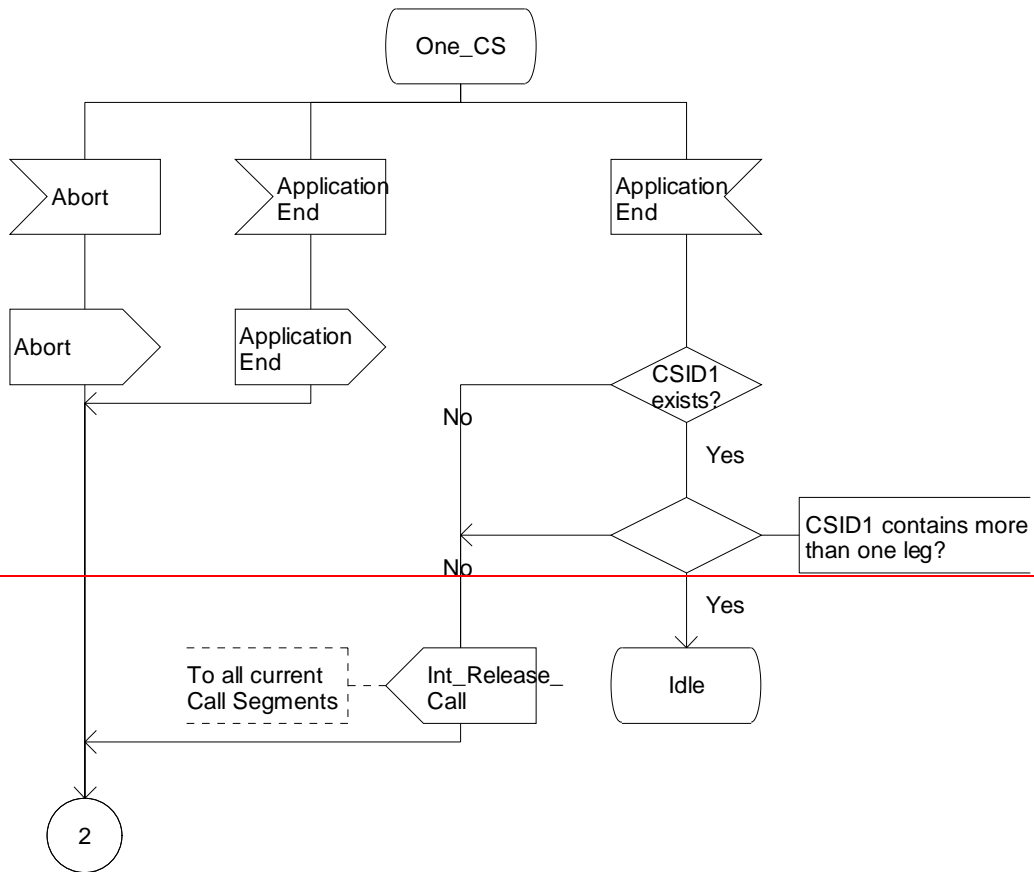 One_CS
Abort
Application
End
Application
End
Abort
Application
End
CSID1
exists?
No
Yes
CSID1 contains more
than one leg?
No
Yes
To all current
Call Segments
Int_Release_
Call
Idle
2